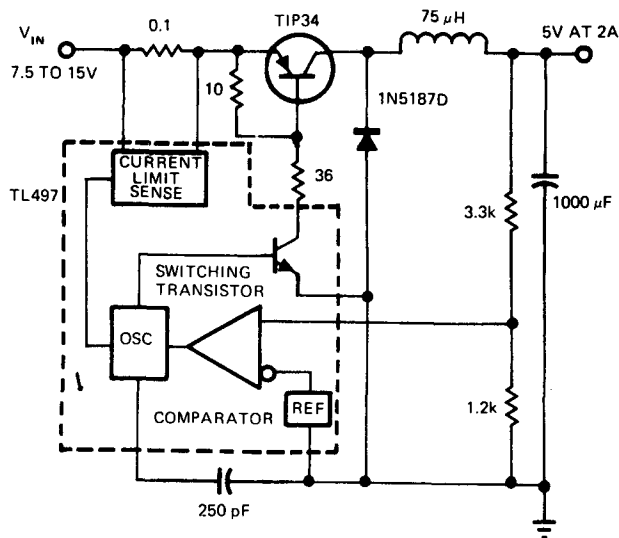 V_IN
7.5 TO 15V
0.1
TIP34
75 μH
5V AT 2A
10
1N5187D
TL497
CURRENT
LIMIT
SENSE
36
3.3k
1000 μF
SWITCHING
TRANSISTOR
OSC
COMPARATOR
REF
1.2k
250 pF